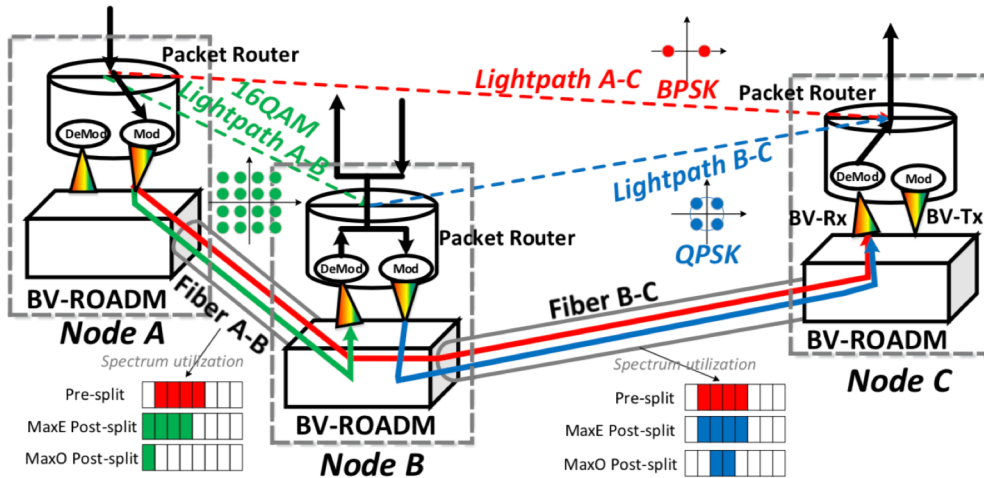 Packet Router
DeMod
Mod
BV-ROADM
Node A
16QAM
Lightpath A-B
Lightpath A-C
BPSK
Packet Router
DeMod
Mod
BV-ROADM
Node B
Lightpath B-C
QPSK
Packet Router
DeMod
Mod
BV-Rx
BV-Tx
BV-ROADM
Node C
Fiber A-B
Fiber B-C
Spectrum utilization
Pre-split
MaxE Post-split
MaxO Post-split
Spectrum utilization
Pre-split
MaxE Post-split
MaxO Post-split